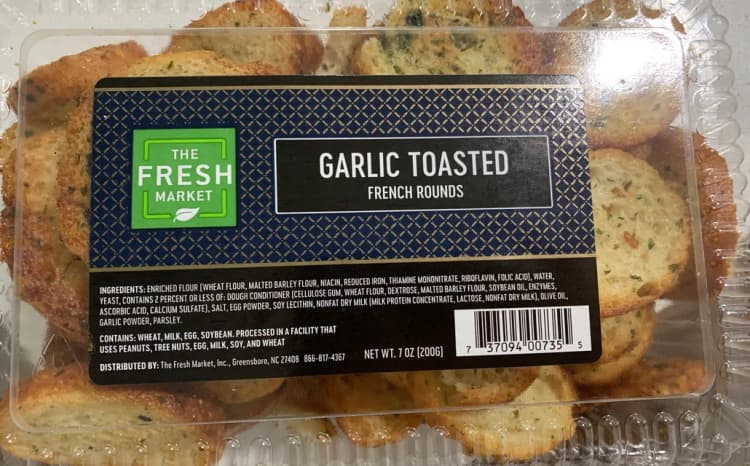 THE
FRESH
MARKET
GARLIC TOASTED
FRENCH ROUNDS
INGREDIENTS: ENRICHED FLOUR (WHEAT FLOUR, MALTED BARLEY FLOUR, NIACIN, REDUCED IRON, THIAMINE MONONITRATE, RIBOFLAVIN, FOLIC ACID), WATER,
YEAST, CONTAINS 2 PERCENT OR LESS OF: DOUGH CONDITIONER (CELLULOSE GUM, WHEAT FLOUR, DEXTROSE, MALTED BARLEY FLOUR, SOYBEAN OIL, ENZYMES,
ASCORBIC ACID, CALCIUM SULFATE), SALT, EGG POWDER, SOY LECITHIN, NONFAT DRY MILK (MILK PROTEIN CONCENTRATE, LACTOSE, NONFAT DRY MILK), OLIVE OIL,
GARLIC POWDER, PARSLEY.
CONTAINS: WHEAT, MILK, EGG, SOYBEAN. PROCESSED IN A FACILITY THAT
USES PEANUTS, TREE NUTS, EGG, MILK, SOY, AND WHEAT
DISTRIBUTED BY: The Fresh Market, Inc., Greensboro, NC 27408 866-817-4367
NET WT. 7 OZ (200G)
7 37094 00735 5